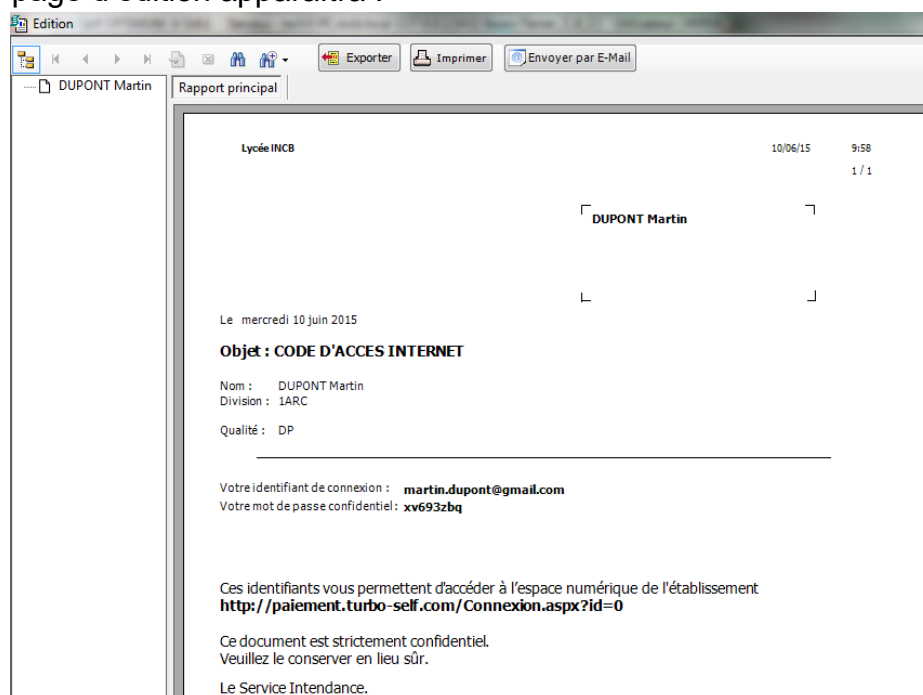 page d'édition apparaîtra :
Edition
Exporter
Imprimer
Envoyer par E-Mail
DUPONT Martin
Rapport principal
Lycée INCB
10/06/15 9:58
1 / 1
DUPONT Martin
Le mercredi 10 juin 2015
Objet : CODE D'ACCES INTERNET
Nom : DUPONT Martin
Division : 1ARC
Qualité : DP
Votre identifiant de connexion : martin.dupont@gmail.com
Votre mot de passe confidentiel : xv693zbq
Ces identifiants vous permettent d'accéder à l'espace numérique de l'établissement
http://paiement.turbo-self.com/Connexion.aspx?id=0
Ce document est strictement confidentiel.
Veuillez le conserver en lieu sûr.
Le Service Intendance.